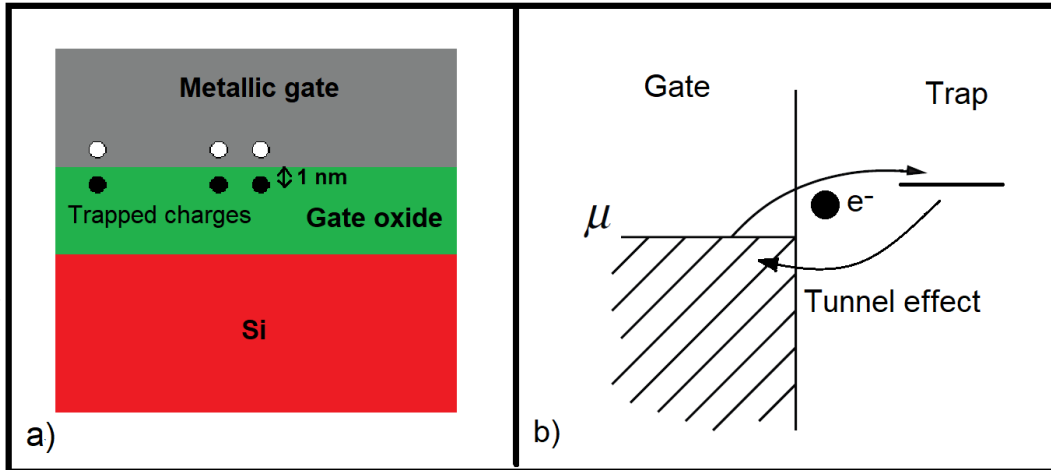 Metallic gate
1 nm
Trapped charges
Gate oxide
Si
a)
Gate
Trap
μ
e-
Tunnel effect
b)